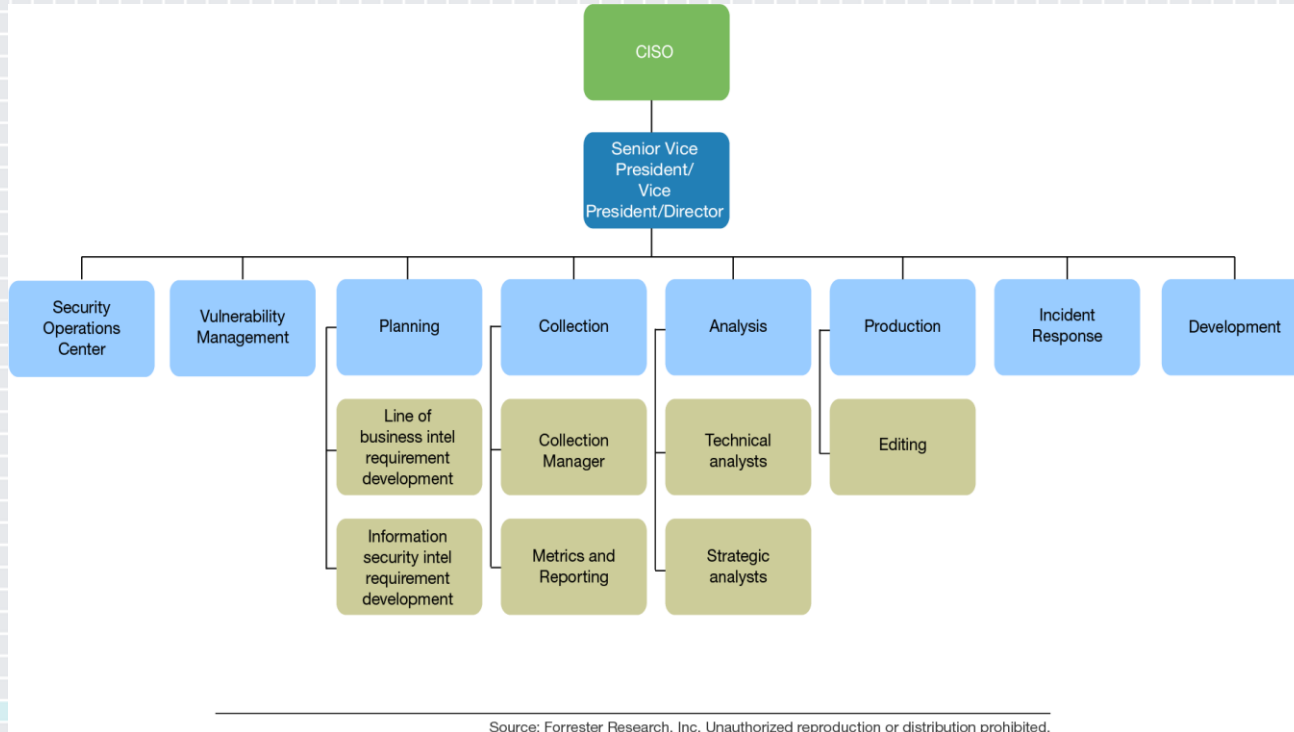 CISO
Senior Vice
President/
Vice
President/Director
Security
Operations
Center
Vulnerability
Management
Planning
Collection
Analysis
Production
Incident
Response
Development
Line of
business intel
requirement
development
Collection
Manager
Technical
analysts
Editing
Information
security intel
requirement
development
Metrics and
Reporting
Strategic
analysts
Source: Forrester Research, Inc. Unauthorized reproduction or distribution prohibited.